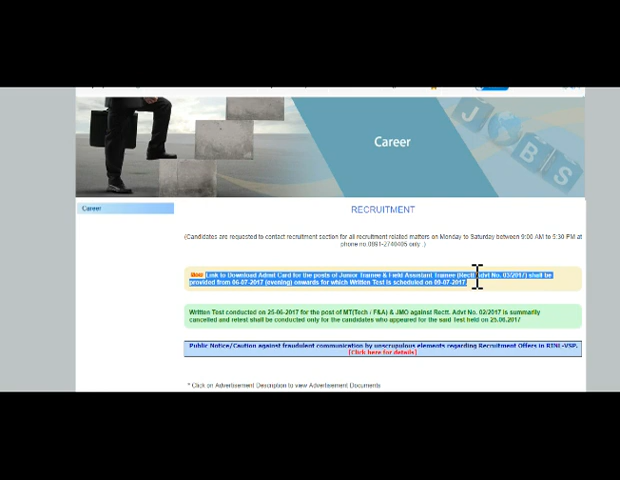 JOBS
Career
Career
RECRUITMENT
(Candidates are requested to contact recruitment section for all recruitment related matters on Monday to Saturday between 9:00 AM to 5:30 PM at
phone no.0891-2740405 only .)
New Link to Download Admit Card for the posts of Junior Trainee & Field Assistant Trainee (Rectt. Advt No. 03/2017) shall be
provided from 06-07-2017 (evening) onwards for which Written Test is scheduled on 09-07-2017.
Written Test conducted on 25-06-2017 for the post of MT(Tech / F&A) & JMO against Rectt. Advt No. 02/2017 is summarily
cancelled and retest shall be conducted only for the candidates who appeared for the said Test held on 25.06.2017
Public Notice/Caution against fraudulent communication by unscrupulous elements regarding Recruitment Offers in RINL-VSP.
[Click here for details]
* Click on Advertisement Description to view Advertisement Documents